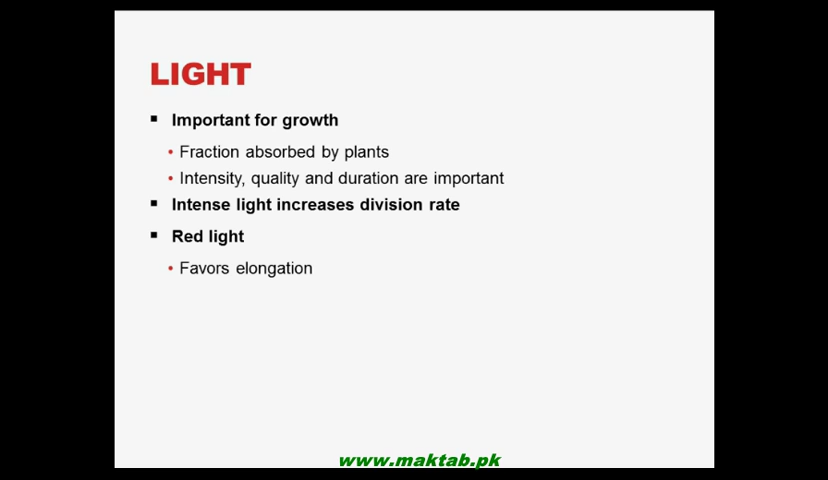 LIGHT
Important for growth
Fraction absorbed by plants
Intensity, quality and duration are important
Intense light increases division rate
Red light
Favors elongation
www.maktab.pk